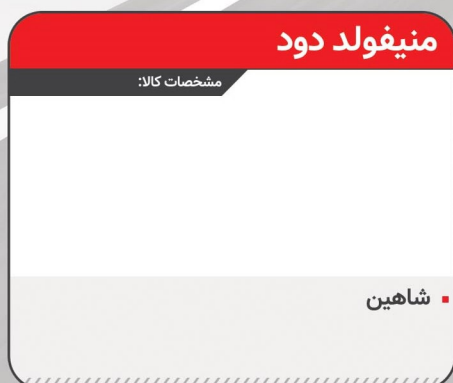 منیفولد دود
مشخصات کالا:
شاهین